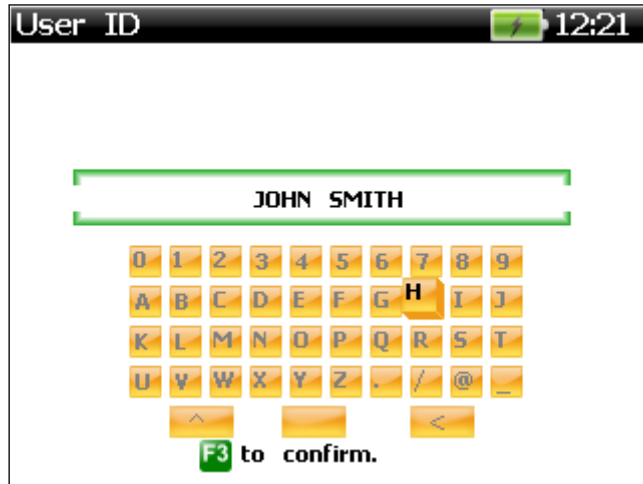 User ID 12:21
JOHN SMITH
0 1 2 3 4 5 6 7 8 9
A B C D E F G H I J
K L M N O P Q R S T
U V W X Y Z . / @ _
^ <
F3 to confirm.